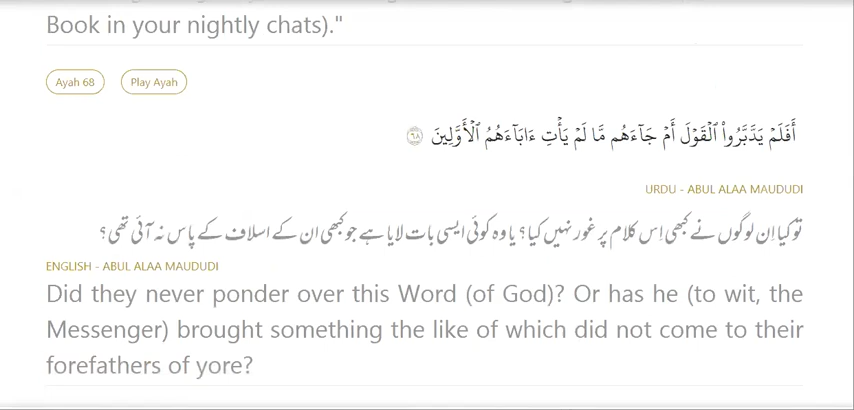 Book in your nightly chats)."
Ayah 68
Play Ayah
أَفَلَمْ يَدَّبَّرُوا۟ ٱلْقَوْلَ أَمْ جَآءَهُم مَّا لَمْ يَأْتِ ءَابَآءَهُمُ ٱلْأَوَّلِينَ ٦٨
URDU - ABUL ALAA MAUDUDI
تو کیا اِن لوگوں نے کبھی اِس کلام پر غور نہیں کیا؟ یا وہ کوئی ایسی بات لایا ہے جو کبھی ان کے اسلاف کے پاس نہ آئی تھی؟
ENGLISH - ABUL ALAA MAUDUDI
Did they never ponder over this Word (of God)? Or has he (to wit, the
Messenger) brought something the like of which did not come to their
forefathers of yore?